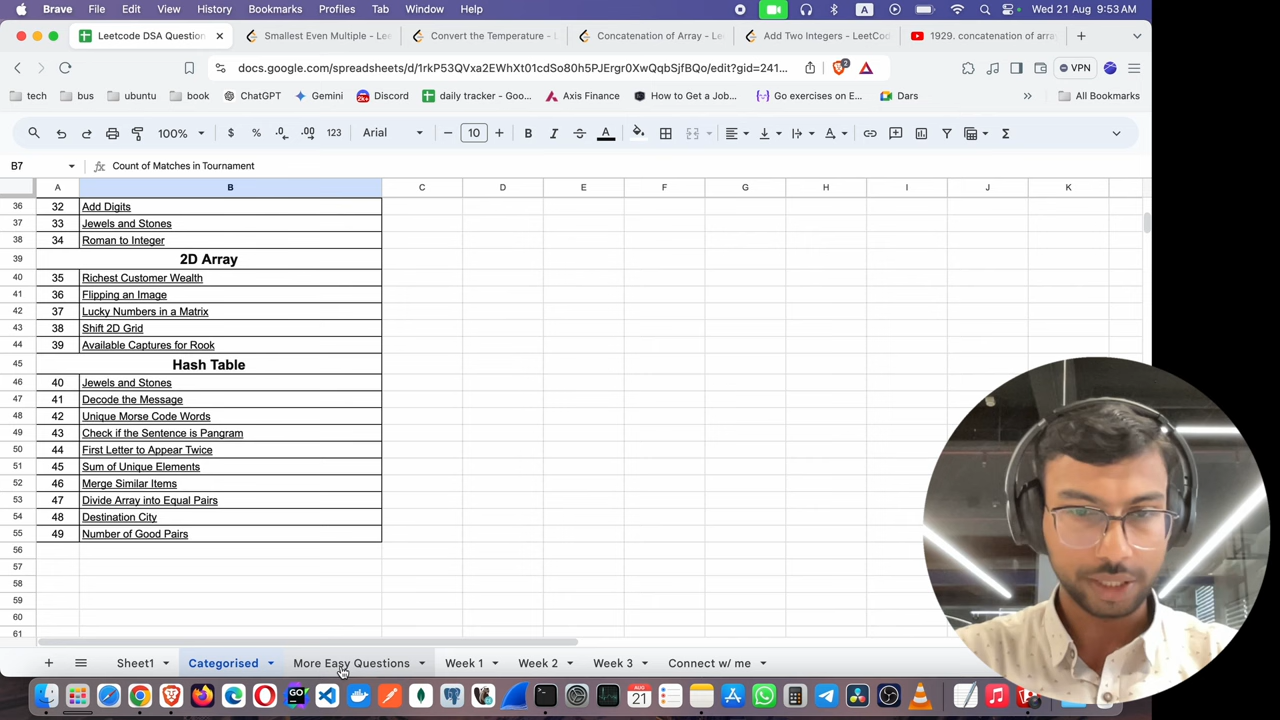 Brave File Edit View History Bookmarks Profiles Tab Window Help A Wed 21 Aug 9:53 AM
Leetcode DSA Question Smallest Even Multiple - Leet Convert the Temperature - L Concatenation of Array - Le Add Two Integers - LeetCod 1929. concatenation of arra
docs.google.com/spreadsheets/d/1rkP53QVxa2EWhXt01cdSo80h5PJErgr0XwQqbSjfBQo/edit?gid=241... 2 VPN
tech bus ubuntu book ChatGPT Gemini Discord daily tracker - Goo... Axis Finance How to Get a Job... Go exercises on E... Dars » All Bookmarks
100% $ % .0 .00 123 Arial 10 B I A Σ
B7 fx Count of Matches in Tournament
A B C D E F G H I J K
36 32 Add Digits
37 33 Jewels and Stones
38 34 Roman to Integer
39 2D Array
40 35 Richest Customer Wealth
41 36 Flipping an Image
42 37 Lucky Numbers in a Matrix
43 38 Shift 2D Grid
44 39 Available Captures for Rook
45 Hash Table
46 40 Jewels and Stones
47 41 Decode the Message
48 42 Unique Morse Code Words
49 43 Check if the Sentence is Pangram
50 44 First Letter to Appear Twice
51 45 Sum of Unique Elements
52 46 Merge Similar Items
53 47 Divide Array into Equal Pairs
54 48 Destination City
55 49 Number of Good Pairs
56
57
58
59
60
61
Sheet1 Categorised More Easy Questions Week 1 Week 2 Week 3 Connect w/ me
GO AUG 21